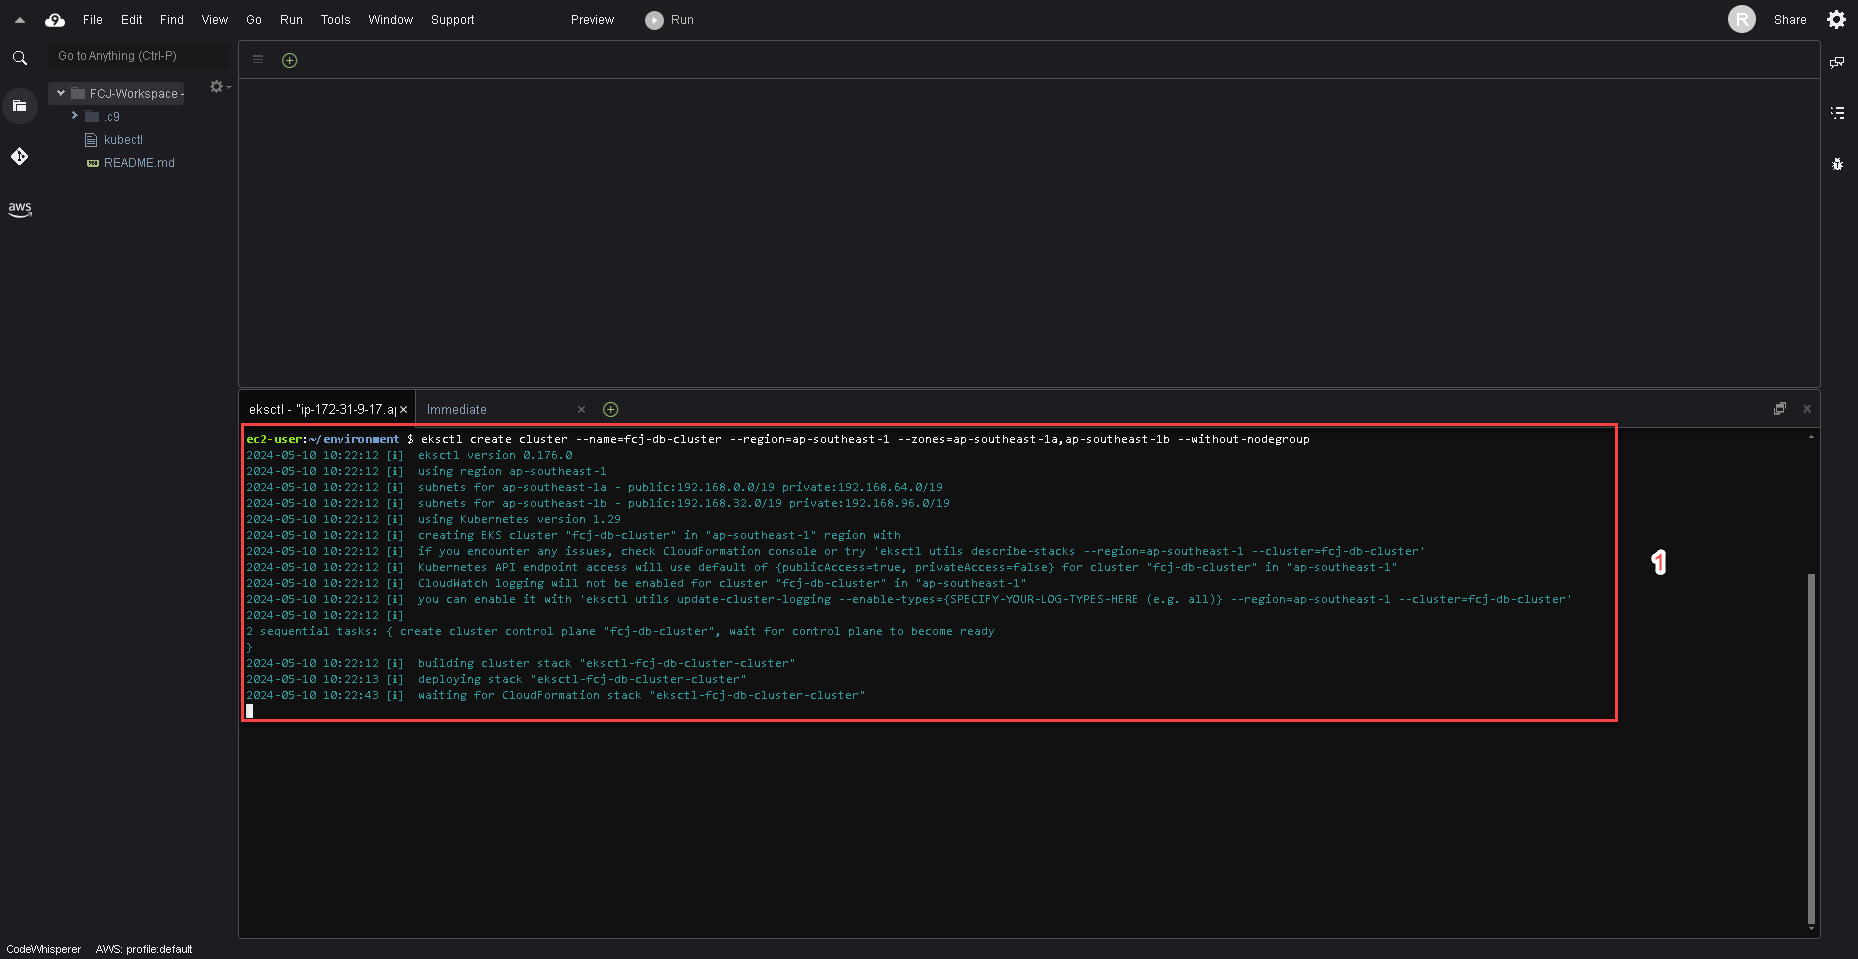 File Edit Find View Go Run Tools Window Support Preview Run R Share
Go to Anything (Ctrl-P)
FCJ-Workspace -
.c9
kubectl
README.md
aws
eksctl - "ip-172-31-9-17.ap
Immediate
ec2-user:~/environment $ eksctl create cluster --name=fcj-db-cluster --region=ap-southeast-1 --zones=ap-southeast-1a,ap-southeast-1b --without-nodegroup
2024-05-10 10:22:12 [i]  eksctl version 0.176.0
2024-05-10 10:22:12 [i]  using region ap-southeast-1
2024-05-10 10:22:12 [i]  subnets for ap-southeast-1a - public:192.168.0.0/19 private:192.168.64.0/19
2024-05-10 10:22:12 [i]  subnets for ap-southeast-1b - public:192.168.32.0/19 private:192.168.96.0/19
2024-05-10 10:22:12 [i]  using Kubernetes version 1.29
2024-05-10 10:22:12 [i]  creating EKS cluster "fcj-db-cluster" in "ap-southeast-1" region with
2024-05-10 10:22:12 [i]  if you encounter any issues, check CloudFormation console or try 'eksctl utils describe-stacks --region=ap-southeast-1 --cluster=fcj-db-cluster'
2024-05-10 10:22:12 [i]  Kubernetes API endpoint access will use default of {publicAccess=true, privateAccess=false} for cluster "fcj-db-cluster" in "ap-southeast-1"
2024-05-10 10:22:12 [i]  CloudWatch logging will not be enabled for cluster "fcj-db-cluster" in "ap-southeast-1"
2024-05-10 10:22:12 [i]  you can enable it with 'eksctl utils update-cluster-logging --enable-types={SPECIFY-YOUR-LOG-TYPES-HERE (e.g. all)} --region=ap-southeast-1 --cluster=fcj-db-cluster'
2024-05-10 10:22:12 [i]
2 sequential tasks: { create cluster control plane "fcj-db-cluster", wait for control plane to become ready
}
2024-05-10 10:22:12 [i]  building cluster stack "eksctl-fcj-db-cluster-cluster"
2024-05-10 10:22:13 [i]  deploying stack "eksctl-fcj-db-cluster-cluster"
2024-05-10 10:22:43 [i]  waiting for CloudFormation stack "eksctl-fcj-db-cluster-cluster"
1
CodeWhisperer AWS: profile:default